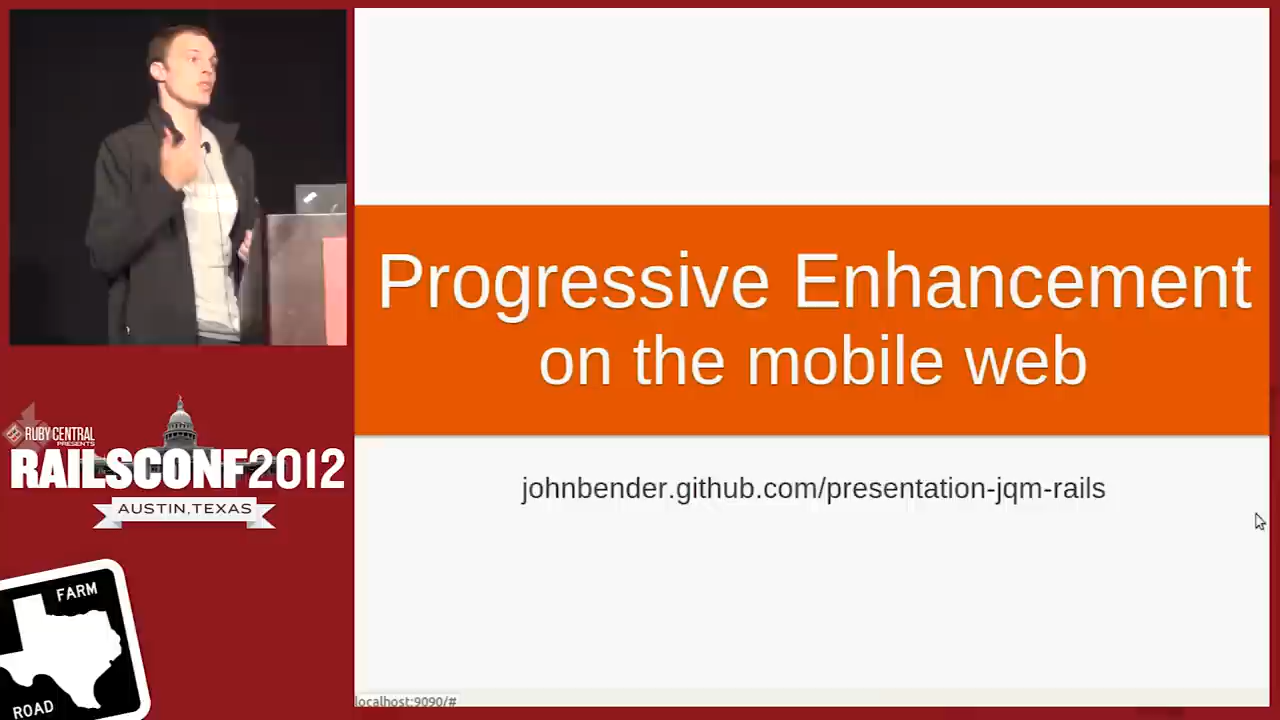 Progressive Enhancement
on the mobile web
johnbender.github.com/presentation-jqm-rails
localhost:9090/#
RUBY CENTRAL
PRESENTS
RAILSCONF2012
AUSTIN, TEXAS
FARM
ROAD